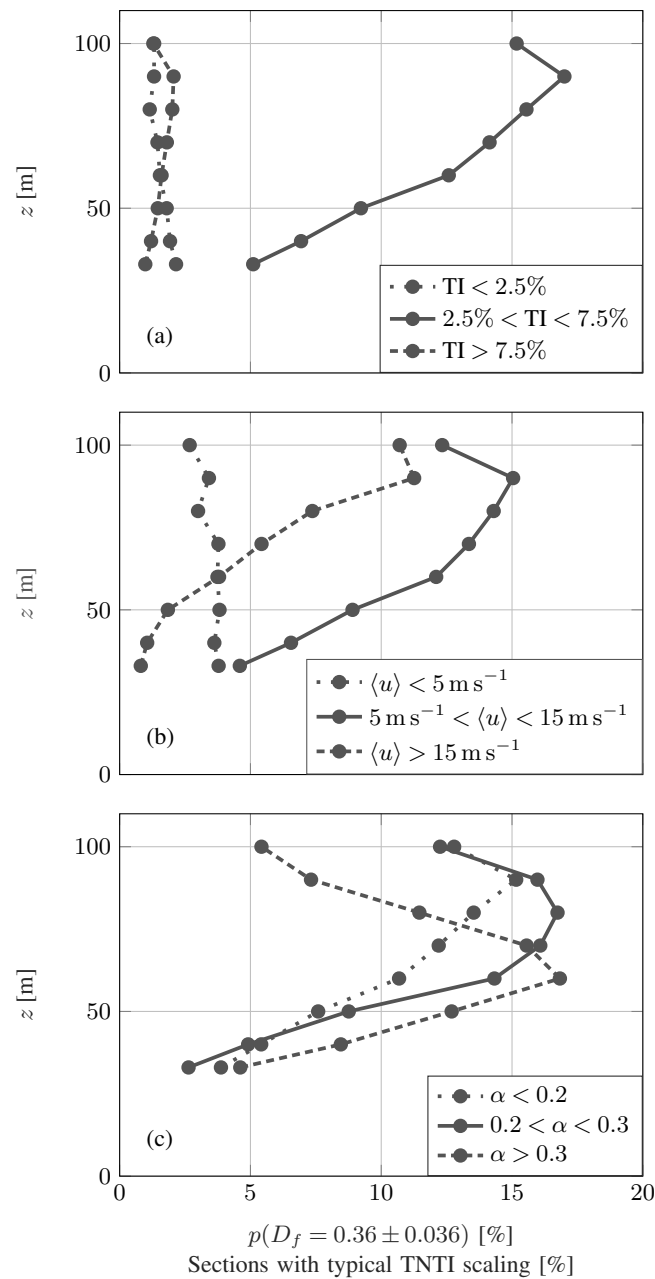 100
50
0
z [m]
(a)
TI < 2.5%
2.5% < TI < 7.5%
TI > 7.5%
100
50
0
z [m]
(b)
⟨u⟩ < 5 m s⁻¹
5 m s⁻¹ < ⟨u⟩ < 15 m s⁻¹
⟨u⟩ > 15 m s⁻¹
100
50
0
z [m]
(c)
α < 0.2
0.2 < α < 0.3
α > 0.3
0 5 10 15 20
p(D_f = 0.36 ± 0.036) [%]
Sections with typical TNTI scaling [%]